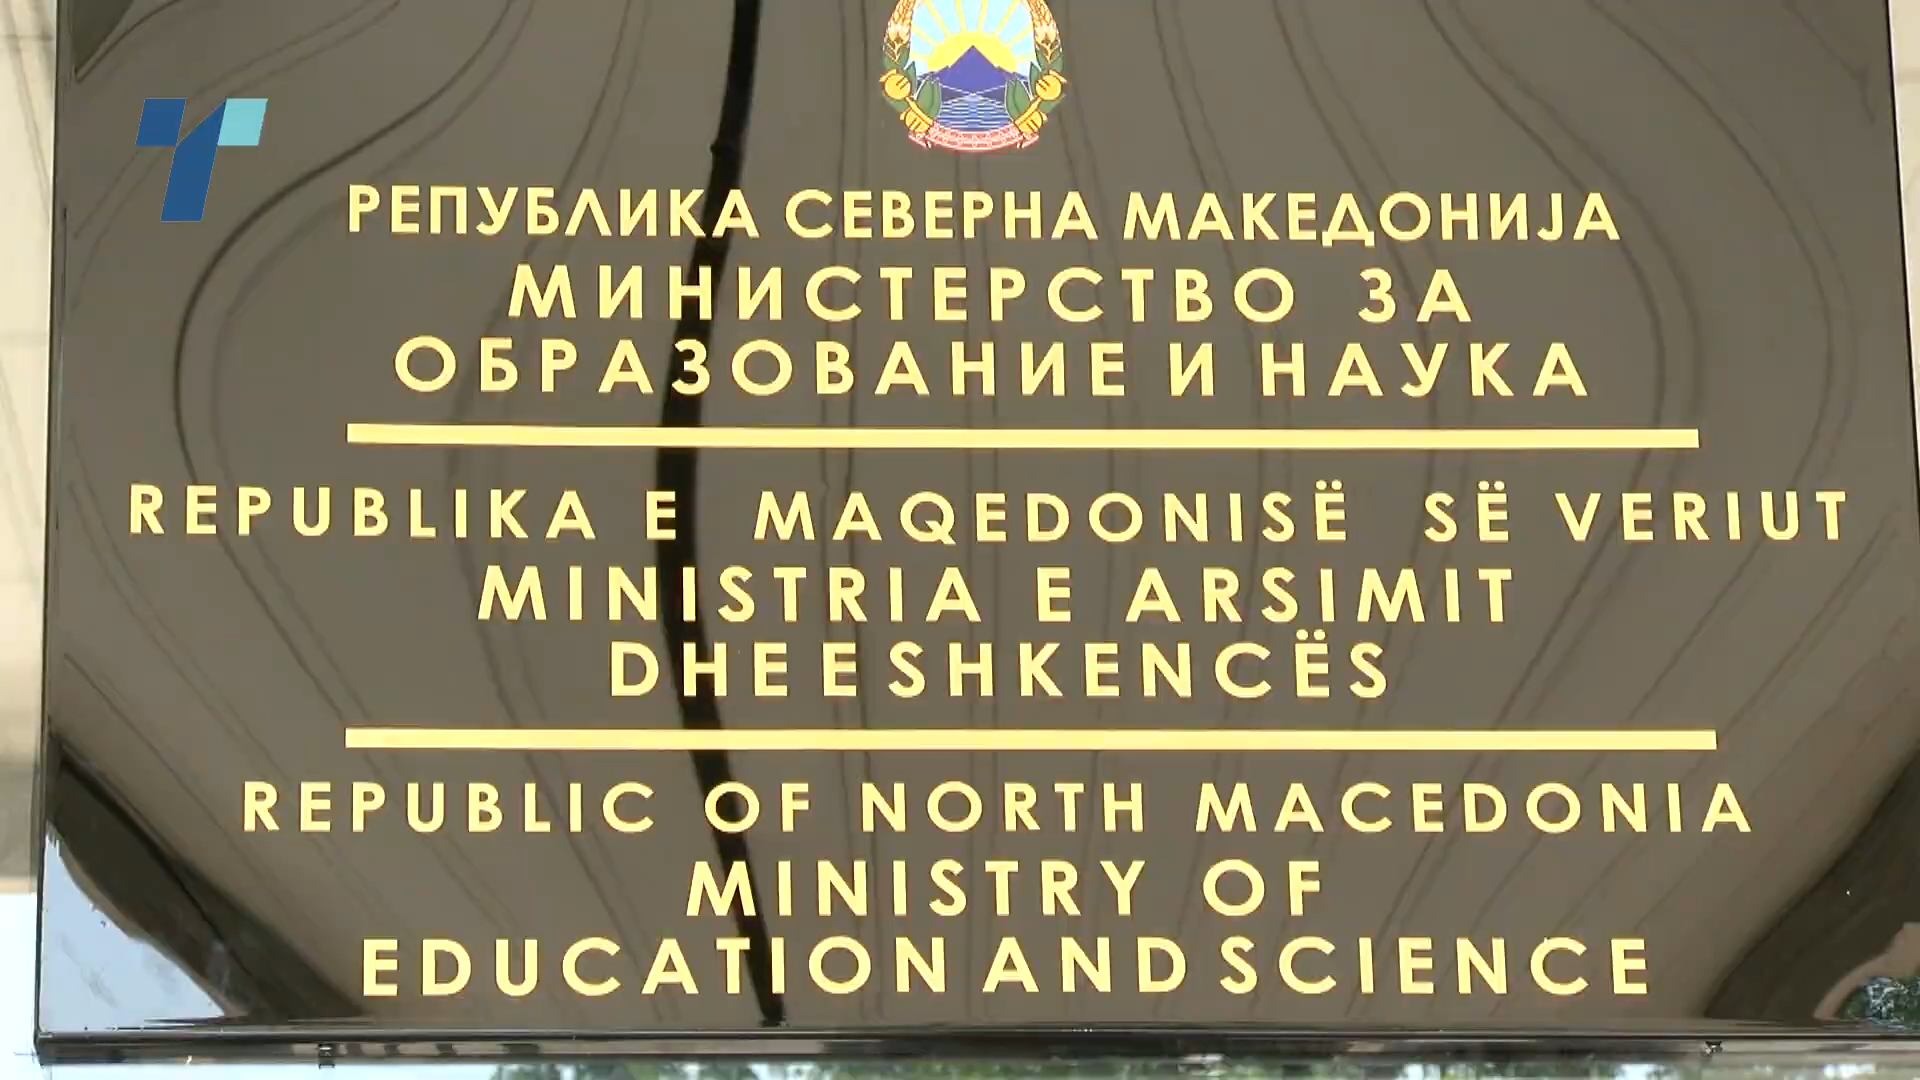 РЕПУБЛИКА СЕВЕРНА МАКЕДОНИЈА
МИНИСТЕРСТВО ЗА
ОБРАЗОВАНИЕ И НАУКА
REPUBLIKA E MAQEDONISË SË VERIUT
MINISTRIA E ARSIMIT
DHE E SHKENCËS
REPUBLIC OF NORTH MACEDONIA
MINISTRY OF
EDUCATION AND SCIENCE